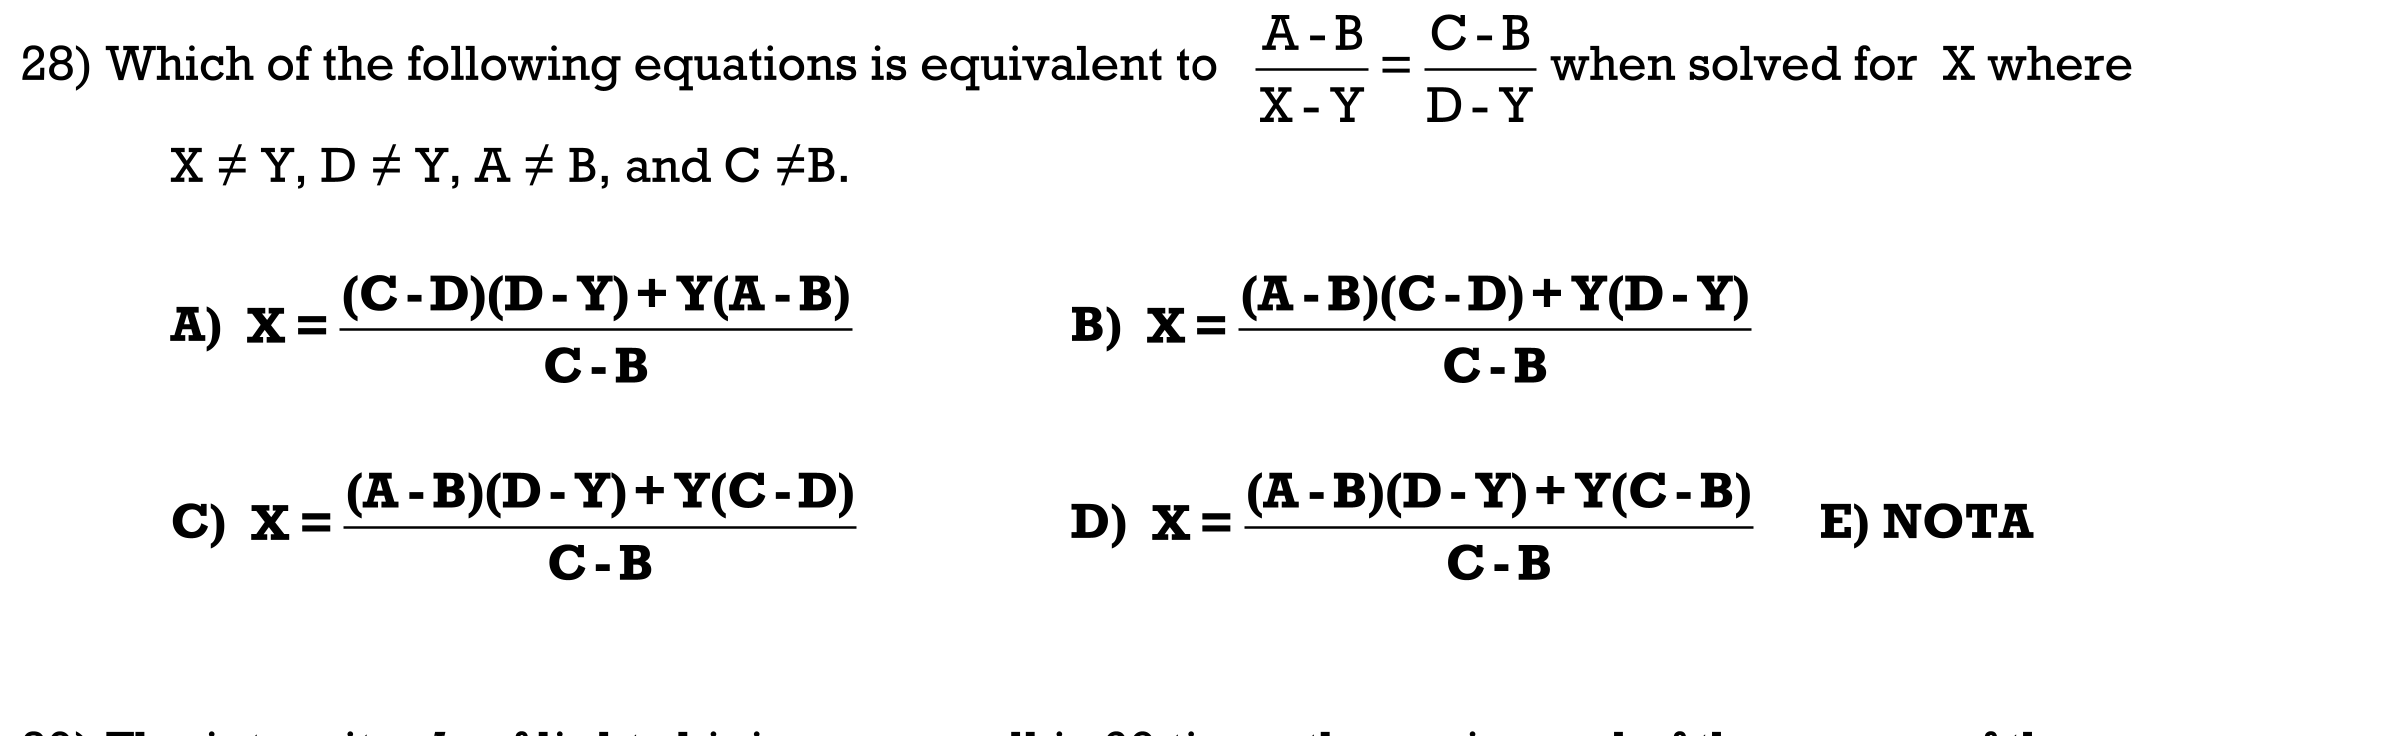 28) Which of the following equations is equivalent to (A - B)/(X - Y) = (C - B)/(D - Y) when solved for X where
X ≠ Y, D ≠ Y, A ≠ B, and C ≠B.
A) X = ((C - D)(D - Y) + Y(A - B))/(C - B) B) X = ((A - B)(C - D) + Y(D - Y))/(C - B)
C) X = ((A - B)(D - Y) + Y(C - D))/(C - B) D) X = ((A - B)(D - Y) + Y(C - B))/(C - B) E) NOTA